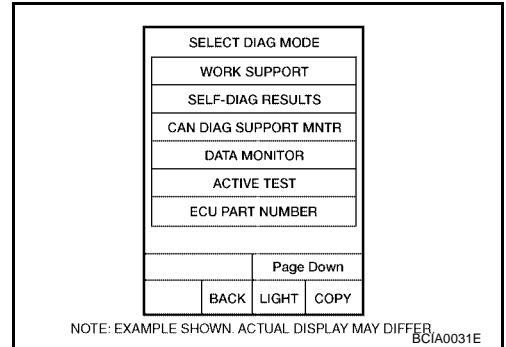 SELECT DIAG MODE
WORK SUPPORT
SELF-DIAG RESULTS
CAN DIAG SUPPORT MNTR
DATA MONITOR
ACTIVE TEST
ECU PART NUMBER
Page Down
BACK LIGHT COPY
NOTE: EXAMPLE SHOWN. ACTUAL DISPLAY MAY DIFFER.
BCIA0031E